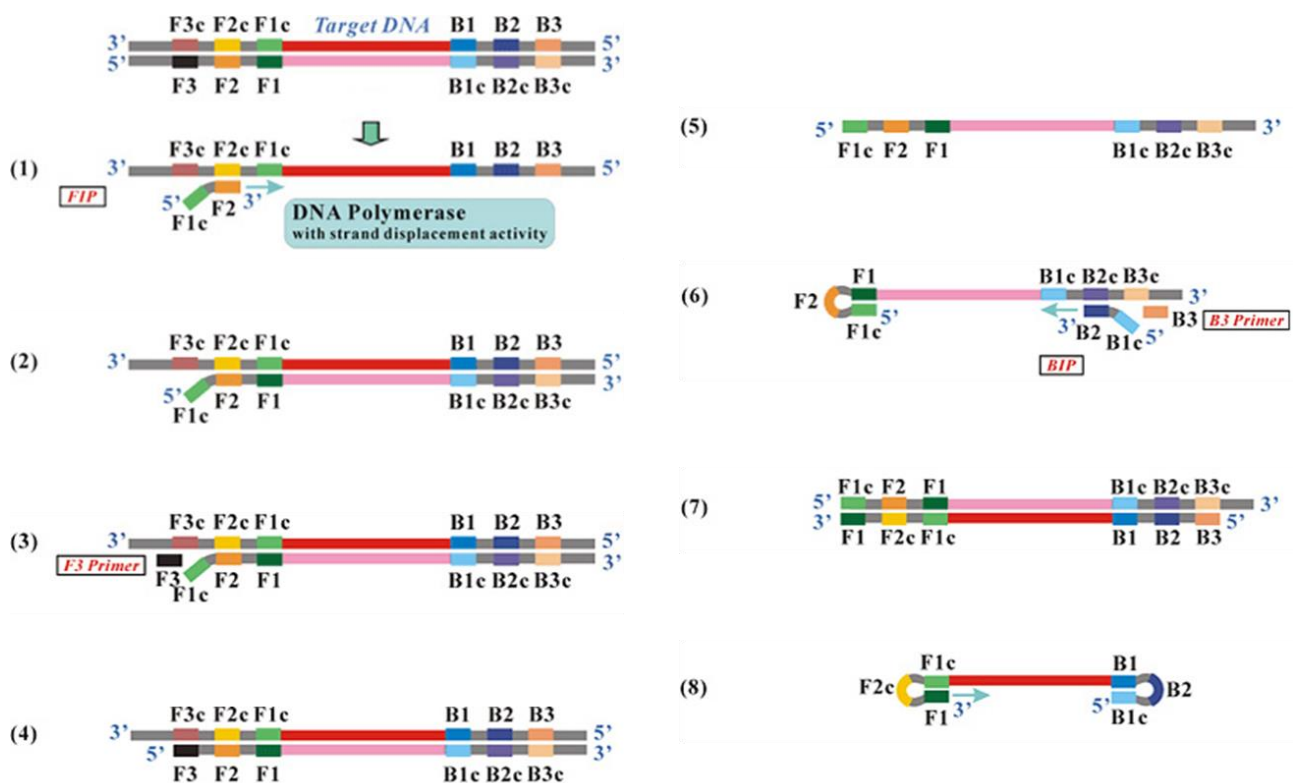 F3c F2c F1c Target DNA B1 B2 B3
3’ 5’
5’ 3’
F3 F2 F1 B1c B2c B3c
F3c F2c F1c B1 B2 B3
(1) 3’ 5’
FIP 5’ 3’
F1c F2
DNA Polymerase
with strand displacement activity
F3c F2c F1c B1 B2 B3
(2) 3’ 5’
5’ 3’
F1c F2 F1 B1c B2c B3c
F3c F2c F1c B1 B2 B3
(3) 3’ 5’
F3 Primer 3’
F3 F1c F2 F1 B1c B2c B3c
F3c F2c F1c B1 B2 B3
(4) 3’ 5’
5’ 3’
F3 F2 F1 B1c B2c B3c
(5) 5’ 3’
F1c F2 F1 B1c B2c B3c
F1 B1c B2c B3c
(6) F2 3’
F1c 5’ 3’ B2 B1c 5’ B3 B3 Primer
BIP
F1c F2 F1 B1c B2c B3c
(7) 5’ 3’
3’ 5’
F1 F2c F1c B1 B2 B3
F1c B1
(8) F2c B2
F1 3’ 5’ B1c